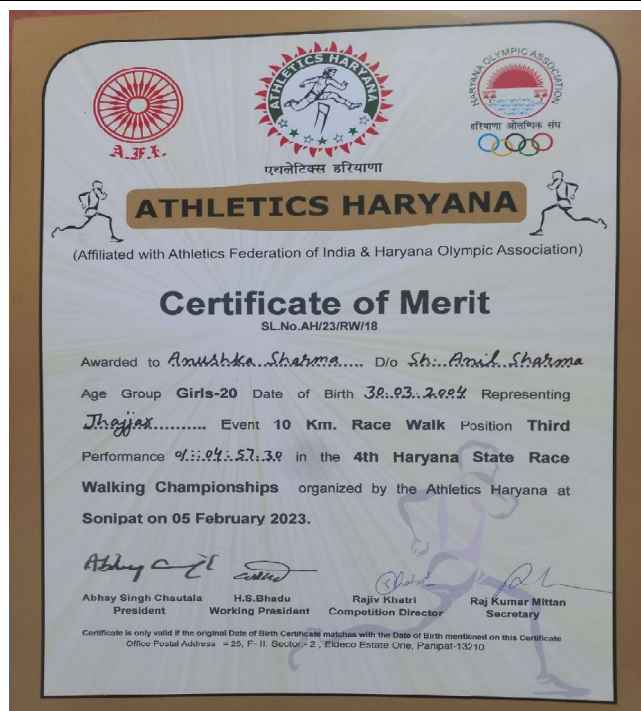 ATHLETICS HARYANA
HARYANA OLYMPIC ASSOCIATION
हरियाणा ओलम्पिक संघ
A.F.I.
एथलेटिक्स हरियाणा
ATHLETICS HARYANA
(Affiliated with Athletics Federation of India & Haryana Olympic Association)
Certificate of Merit
SL.No.AH/23/RW/18
Awarded to Anushka Sharma..... D/o Sh. Anil Sharma
Age Group Girls-20 Date of Birth 30.03.2004 Representing
Jhajjar.......... Event 10 Km. Race Walk Position Third
Performance 01:04:57.30 in the 4th Haryana State Race
Walking Championships organized by the Athletics Haryana at
Sonipat on 05 February 2023.
Abhay Singh Chautala H.S.Bhadu Rajiv Khatri Raj Kumar Mittan
President Working President Competition Director Secretary
Certificate is only valid if the original Date of Birth Certificate matches with the Date of Birth mentioned on this Certificate
Office Postal Address = 25, F- II, Sector - 2 , Eldeco Estate One, Panipat-13210